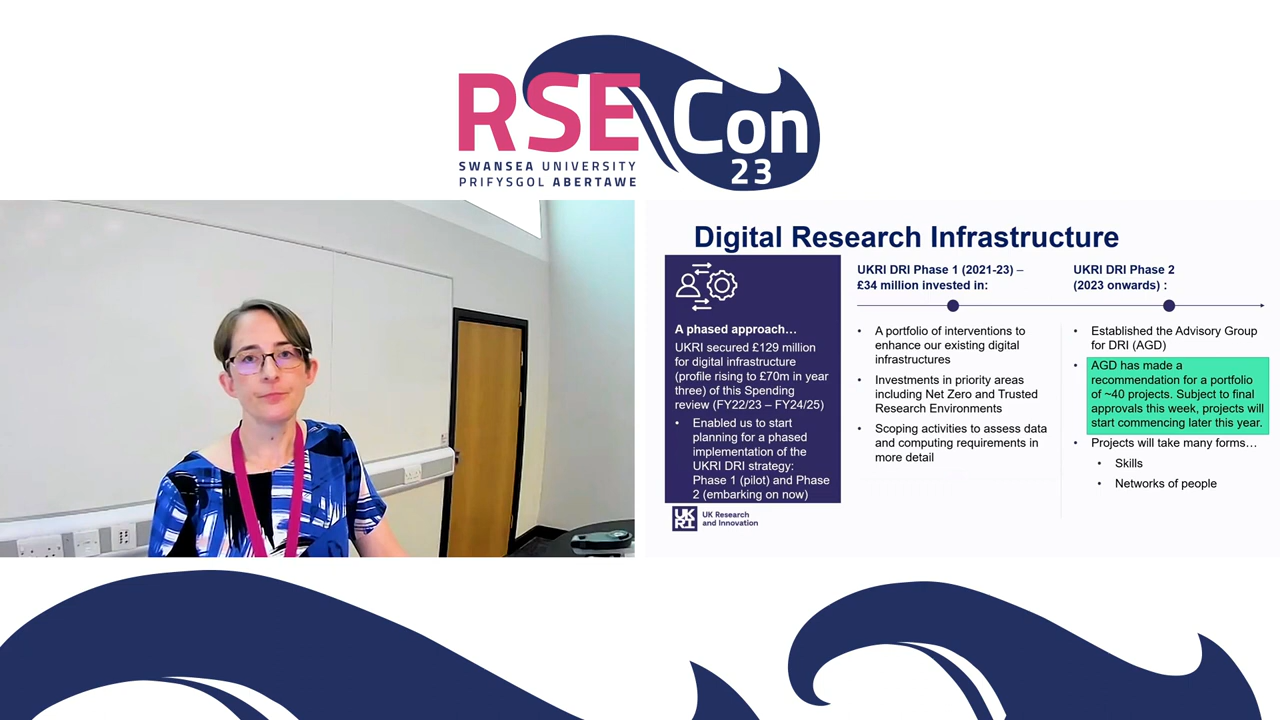 RSE Con
23
SWANSEA UNIVERSITY
PRIFYSGOL ABERTAWE
Digital Research Infrastructure
A phased approach…
UKRI secured £129 million
for digital infrastructure
(profile rising to £70m in year
three) of this Spending
review (FY22/23 – FY24/25)
• Enabled us to start
planning for a phased
implementation of the
UKRI DRI strategy:
Phase 1 (pilot) and Phase
2 (embarking on now)
UKRI DRI Phase 1 (2021-23) –
£34 million invested in:
• A portfolio of interventions to
enhance our existing digital
infrastructures
• Investments in priority areas
including Net Zero and Trusted
Research Environments
• Scoping activities to assess data
and computing requirements in
more detail
UKRI DRI Phase 2
(2023 onwards) :
• Established the Advisory Group
for DRI (AGD)
• AGD has made a
recommendation for a portfolio
of ~40 projects. Subject to final
approvals this week, projects will
start commencing later this year.
• Projects will take many forms…
• Skills
• Networks of people
UKRI
UK Research
and Innovation